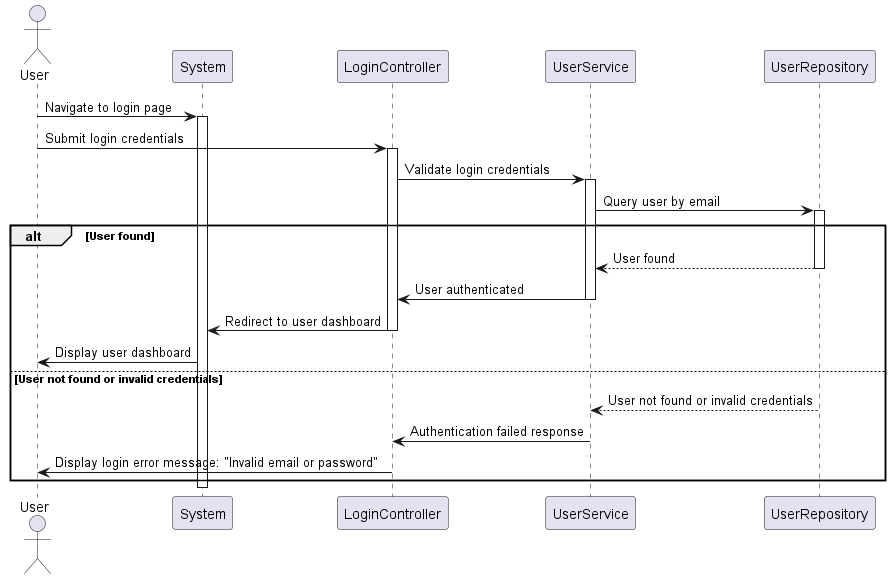 User
System
LoginController
UserService
UserRepository
Navigate to login page
Submit login credentials
Validate login credentials
Query user by email
alt
[User found]
User found
User authenticated
Redirect to user dashboard
Display user dashboard
[User not found or invalid credentials]
User not found or invalid credentials
Authentication failed response
Display login error message: "Invalid email or password"
User
System
LoginController
UserService
UserRepository